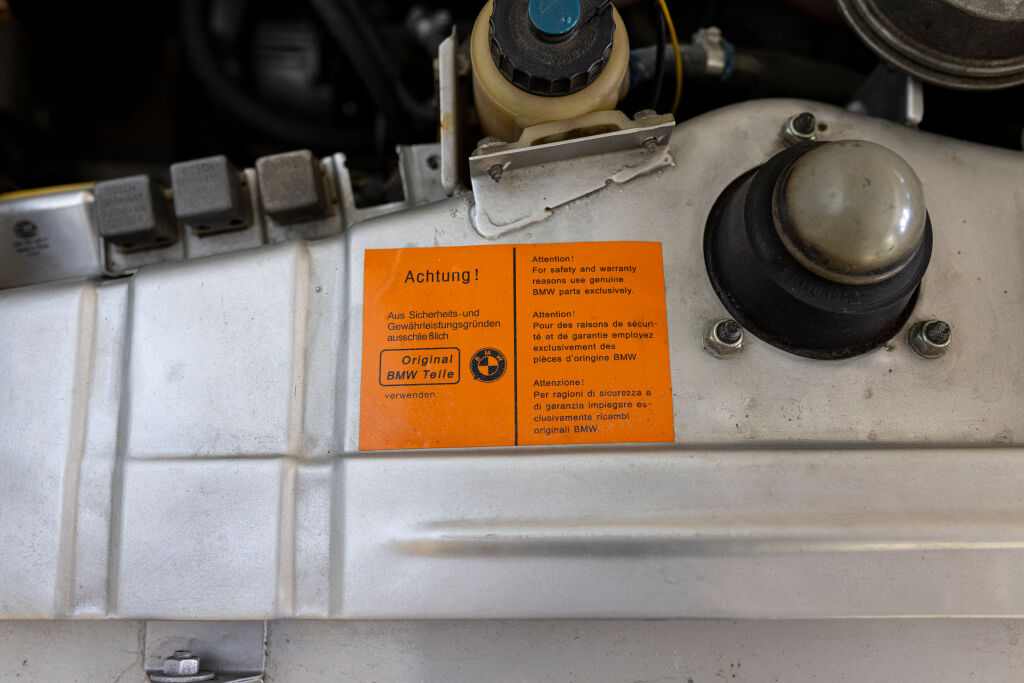 Achtung!
Aus Sicherheits-und
Gewährleistungsgründen
ausschließlich
Original
BMW Teile
BMW
verwenden.
Attention!
For safety and warranty
reasons use genuine
BMW parts exclusively.
Attention!
Pour des raisons de sécuri-
té et de garantie employez
exclusivement des
pièces d'oringine BMW
Attenzione!
Per ragioni di sicurezza e
di garanzia impiegare es-
clusivamente ricambi
originali BMW.